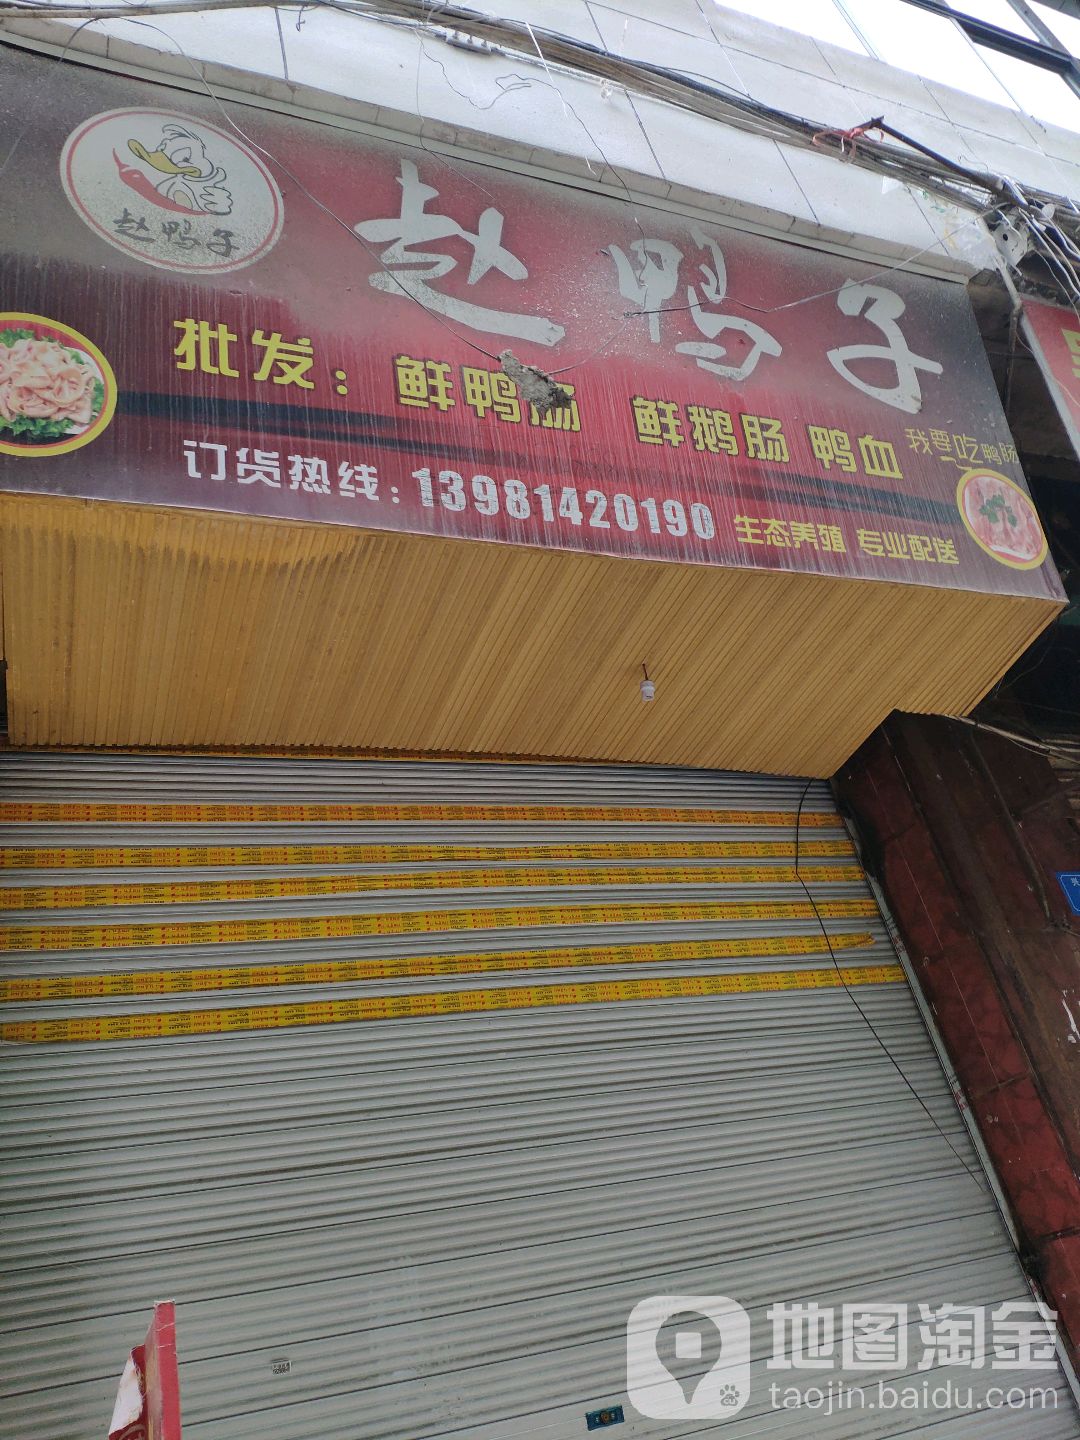 赵鸭子
赵鸭子
批发：鲜鸭肠 鲜鹅肠 鸭血
我要吃鸭肠
订货热线：13981420190
生态养殖 专业配送
地图淘金
taojin.baidu.com